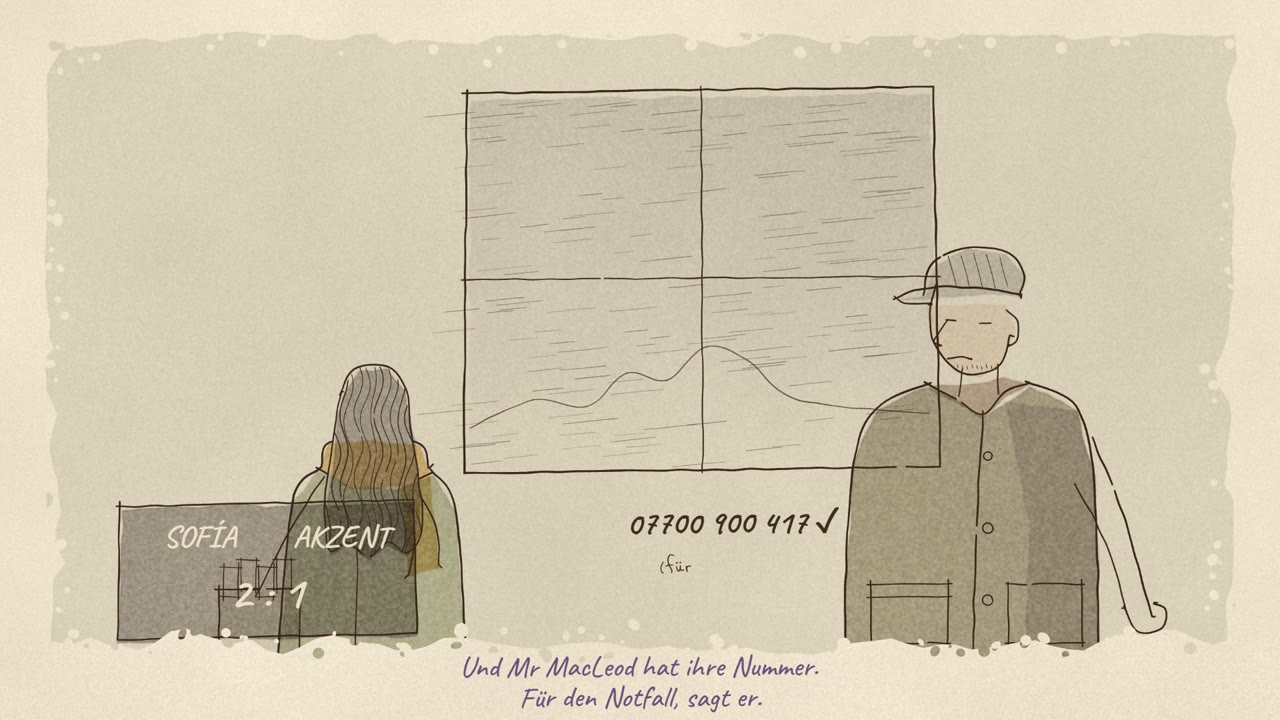 SOFÍA AKZENT
2 : 1
07700 900 417 ✓
(für
Und Mr MacLeod hat ihre Nummer.
Für den Notfall, sagt er.